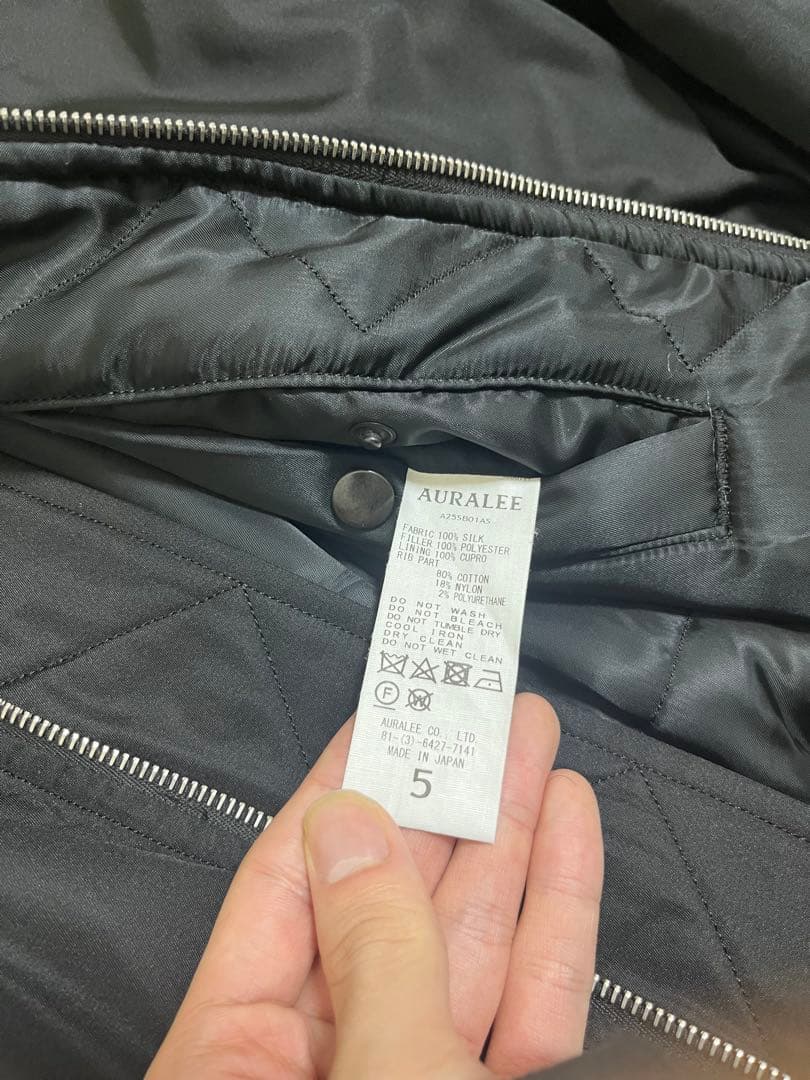 AURALEE
A25SB01AS
FABRIC 100% SILK
FILLER 100% POLYESTER
LINING 100% CUPRO
RIB PART
80% COTTON
18% NYLON
2% POLYURETHANE
DO NOT WASH
DO NOT BLEACH
DO NOT TUMBLE DRY
COOL IRON
DRY CLEAN
DO NOT WET CLEAN
F W
AURALEE CO., LTD.
81-(3)-6427-7141
MADE IN JAPAN
5